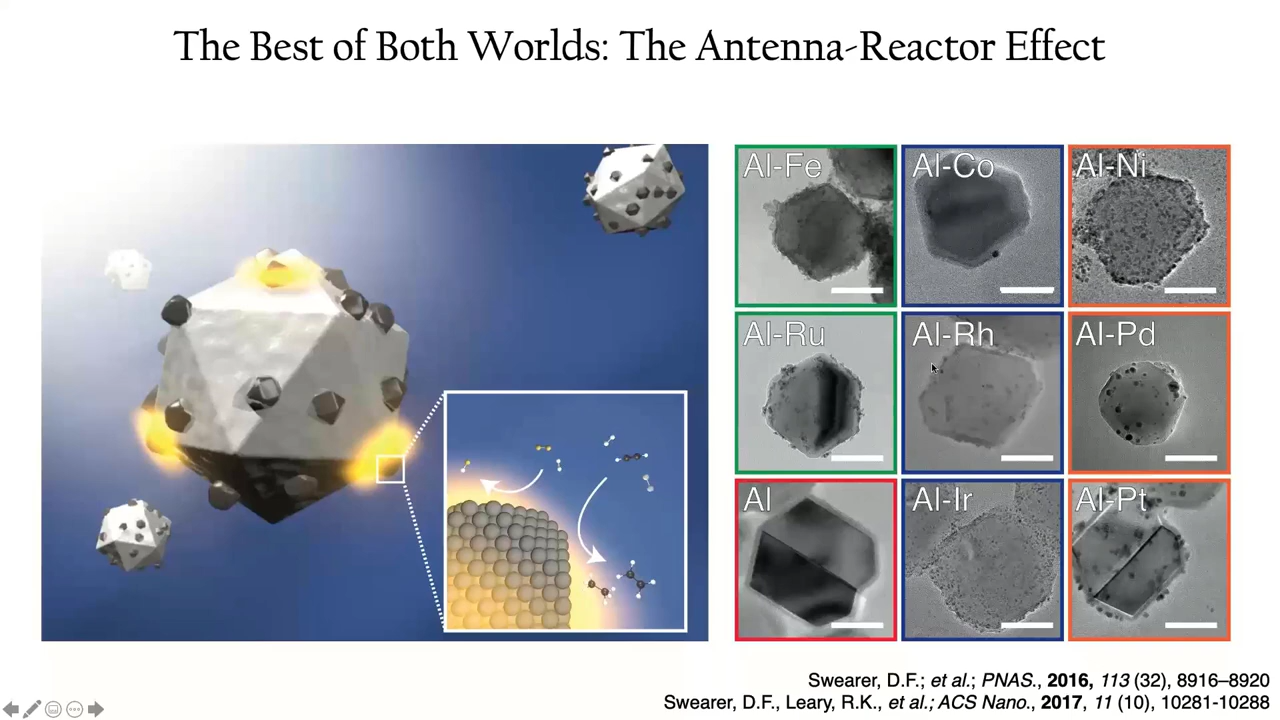 The Best of Both Worlds: The Antenna-Reactor Effect
Al-Fe
Al-Co
Al-Ni
Al-Ru
Al-Rh
Al-Pd
Al
Al-Ir
Al-Pt
Swearer, D.F.; et al.; PNAS., 2016, 113 (32), 8916–8920
Swearer, D.F., Leary, R.K., et al.; ACS Nano., 2017, 11 (10), 10281-10288